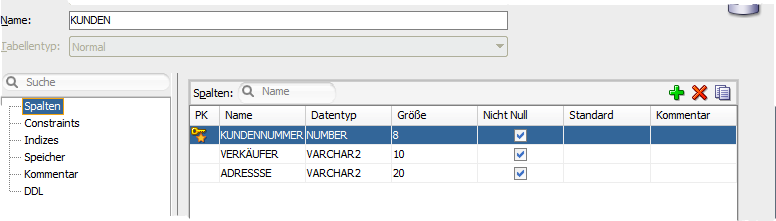 Name: KUNDEN
Tabellentyp: Normal
Suche
Spalten
Constraints
Indizes
Speicher
Kommentar
DDL
Spalten: Name
PK Name Datentyp Größe Nicht Null Standard Kommentar
KUNDENNUMMER NUMBER 8
VERKÄUFER VARCHAR2 10
ADRESSSE VARCHAR2 20